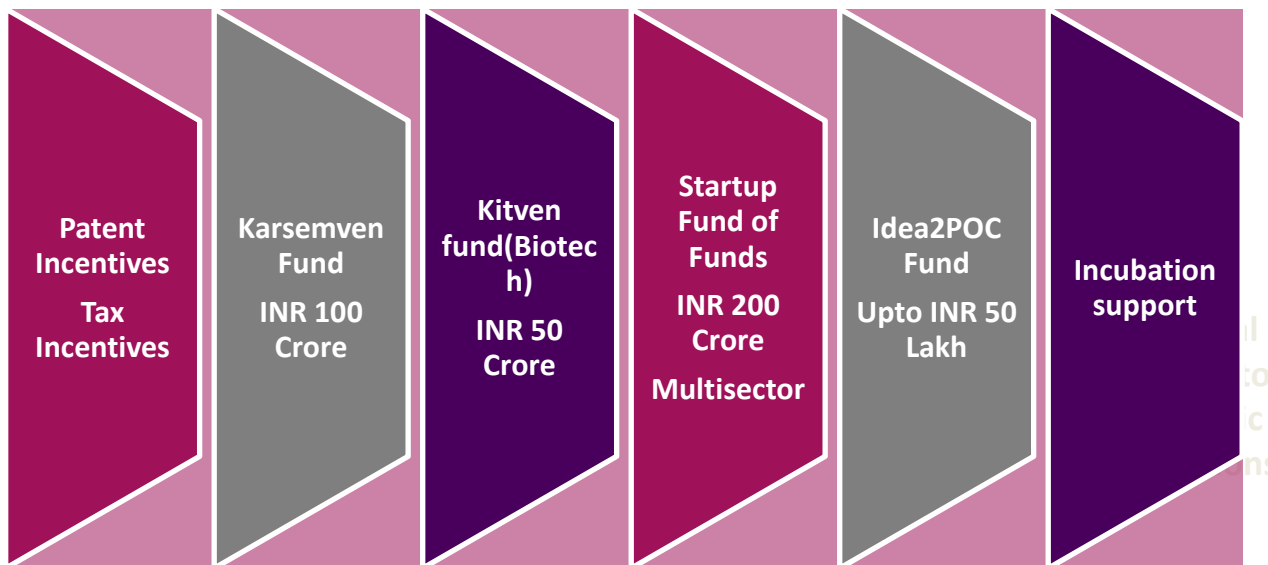 Patent
Incentives
Tax
Incentives
Karsemven
Fund
INR 100
Crore
Kitven
fund(Biotec
h)
INR 50
Crore
Startup
Fund of
Funds
INR 200
Crore
Multisector
Idea2POC
Fund
Upto INR 50
Lakh
Incubation
support